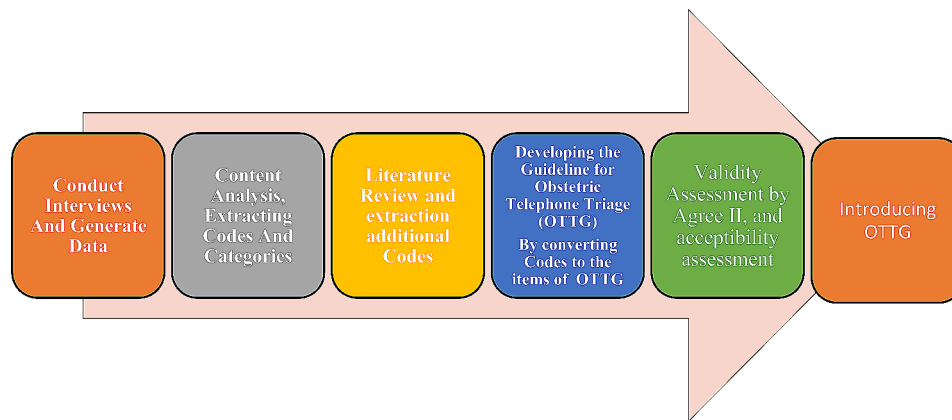 Conduct
Interviews
And Generate
Data
Content
Analysis,
Extracting
Codes And
Categories
Literature
Review and
extraction
additional
Codes
Developing the
Guideline for
Obstetric
Telephone Triage
(OTTG)
By converting
Codes to the
items of OTTG
Validity
Assessment by
Agree II, and
acceptibility
assessment
Introducing
OTTG